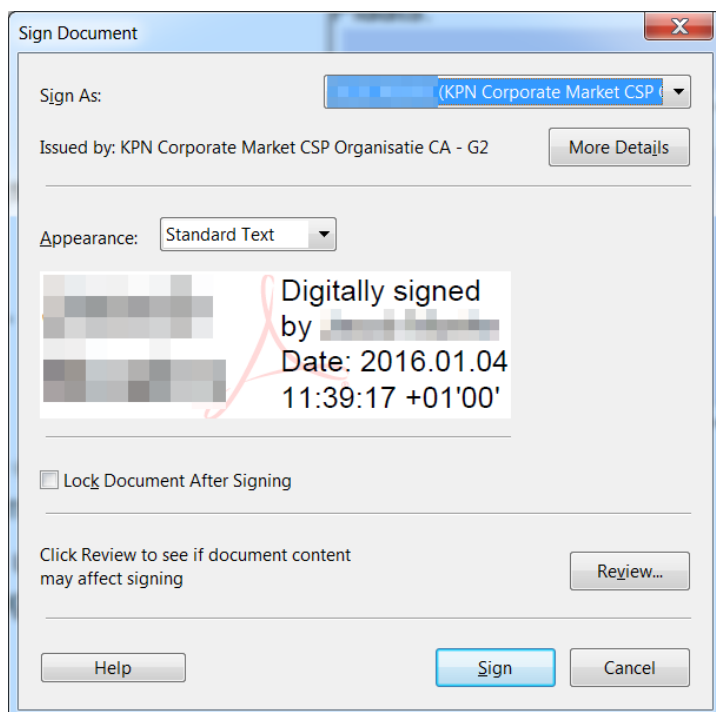 Sign Document
Sign As:
(KPN Corporate Market CSP
Issued by: KPN Corporate Market CSP Organisatie CA - G2
More Details
Appearance:
Standard Text
Digitally signed
by
Date: 2016.01.04
11:39:17 +01'00'
Lock Document After Signing
Click Review to see if document content
may affect signing
Review...
Help
Sign
Cancel